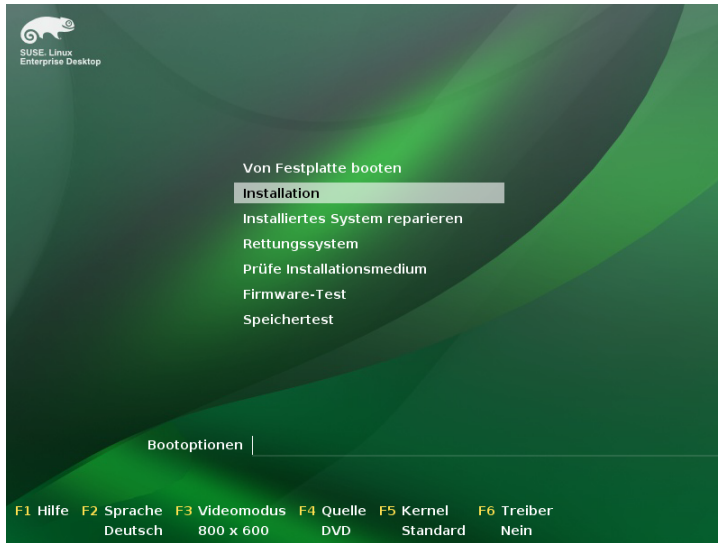 SUSE. Linux
Enterprise Desktop
Von Festplatte booten
Installation
Installiertes System reparieren
Rettungssystem
Prüfe Installationsmedium
Firmware-Test
Speichertest
Bootoptionen
F1 Hilfe F2 Sprache F3 Videomodus F4 Quelle F5 Kernel F6 Treiber
Deutsch 800 x 600 DVD Standard Nein